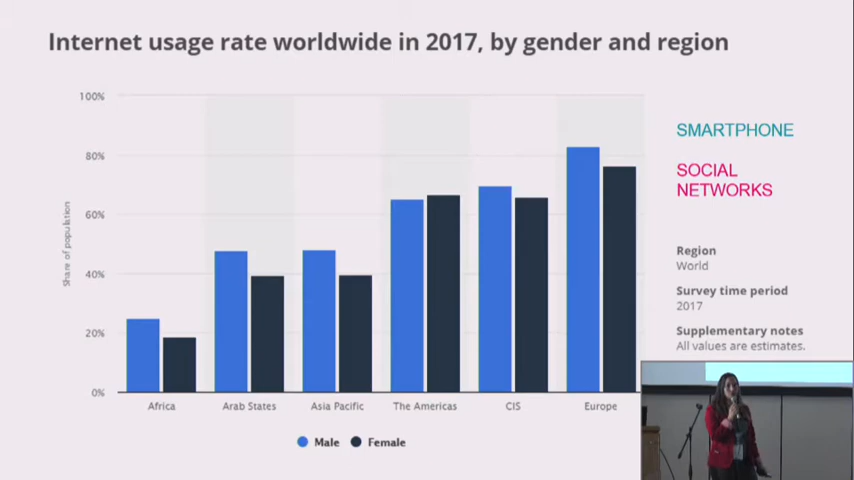 Internet usage rate worldwide in 2017, by gender and region
100%
80%
60%
40%
20%
0%
Share of population
Africa
Arab States
Asia Pacific
The Americas
CIS
Europe
Male
Female
SMARTPHONE
SOCIAL
NETWORKS
Region
World
Survey time period
2017
Supplementary notes
All values are estimates.